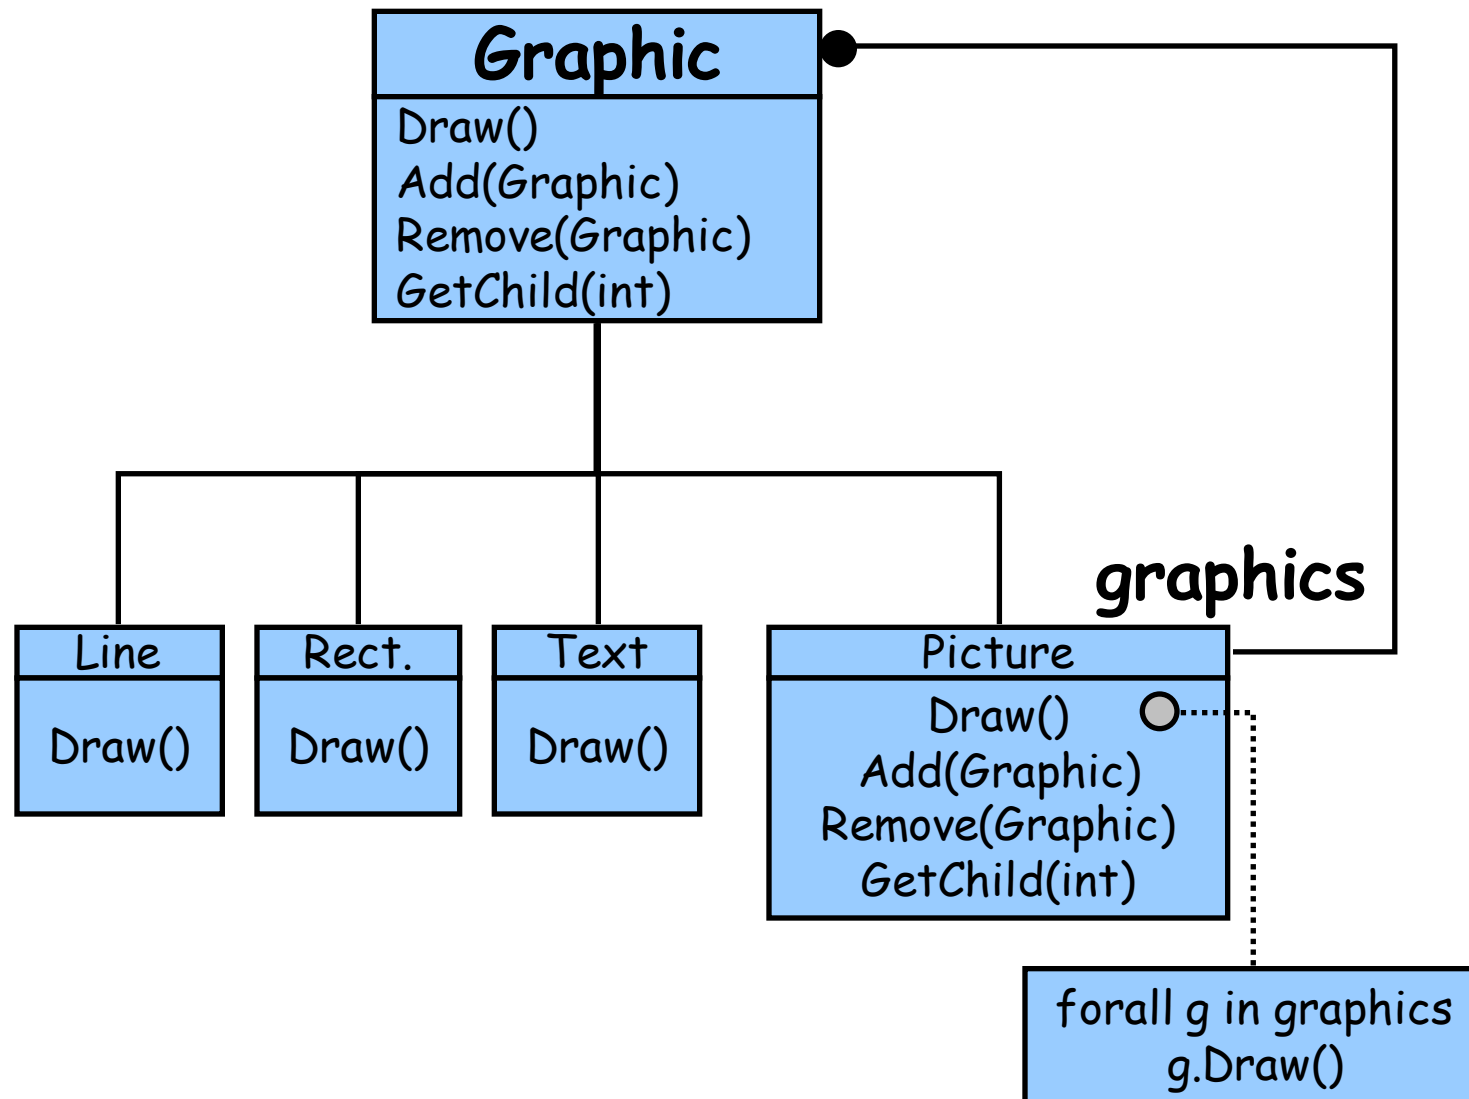 Graphic
Draw()
Add(Graphic)
Remove(Graphic)
GetChild(int)
graphics
Line
Draw()
Rect.
Draw()
Text
Draw()
Picture
Draw()
Add(Graphic)
Remove(Graphic)
GetChild(int)
forall g in graphics
g.Draw()